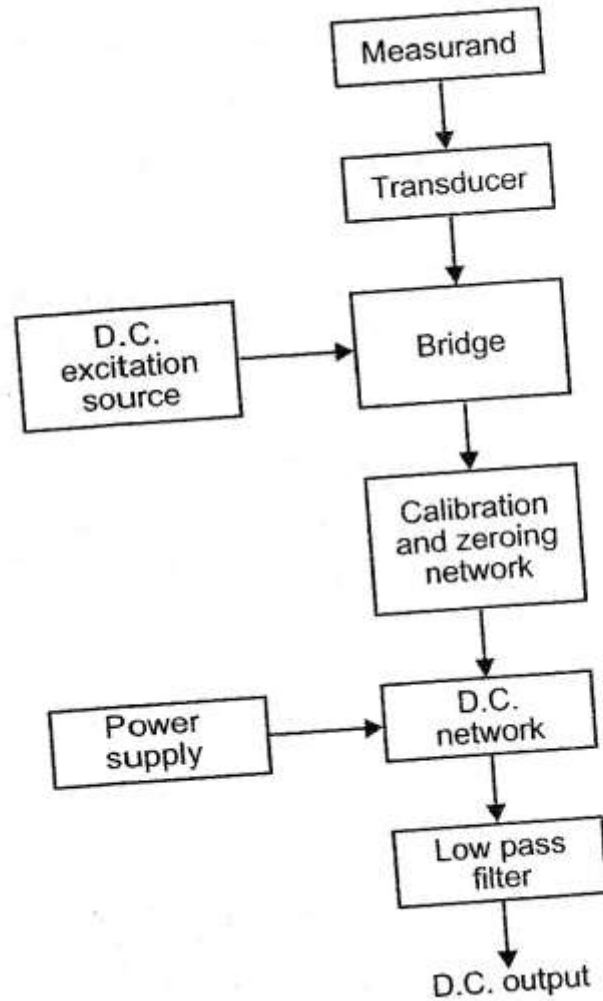 Measurand
Transducer
D.C.
excitation
source
Bridge
Calibration
and zeroing
network
Power
supply
D.C.
network
Low pass
filter
D.C. output